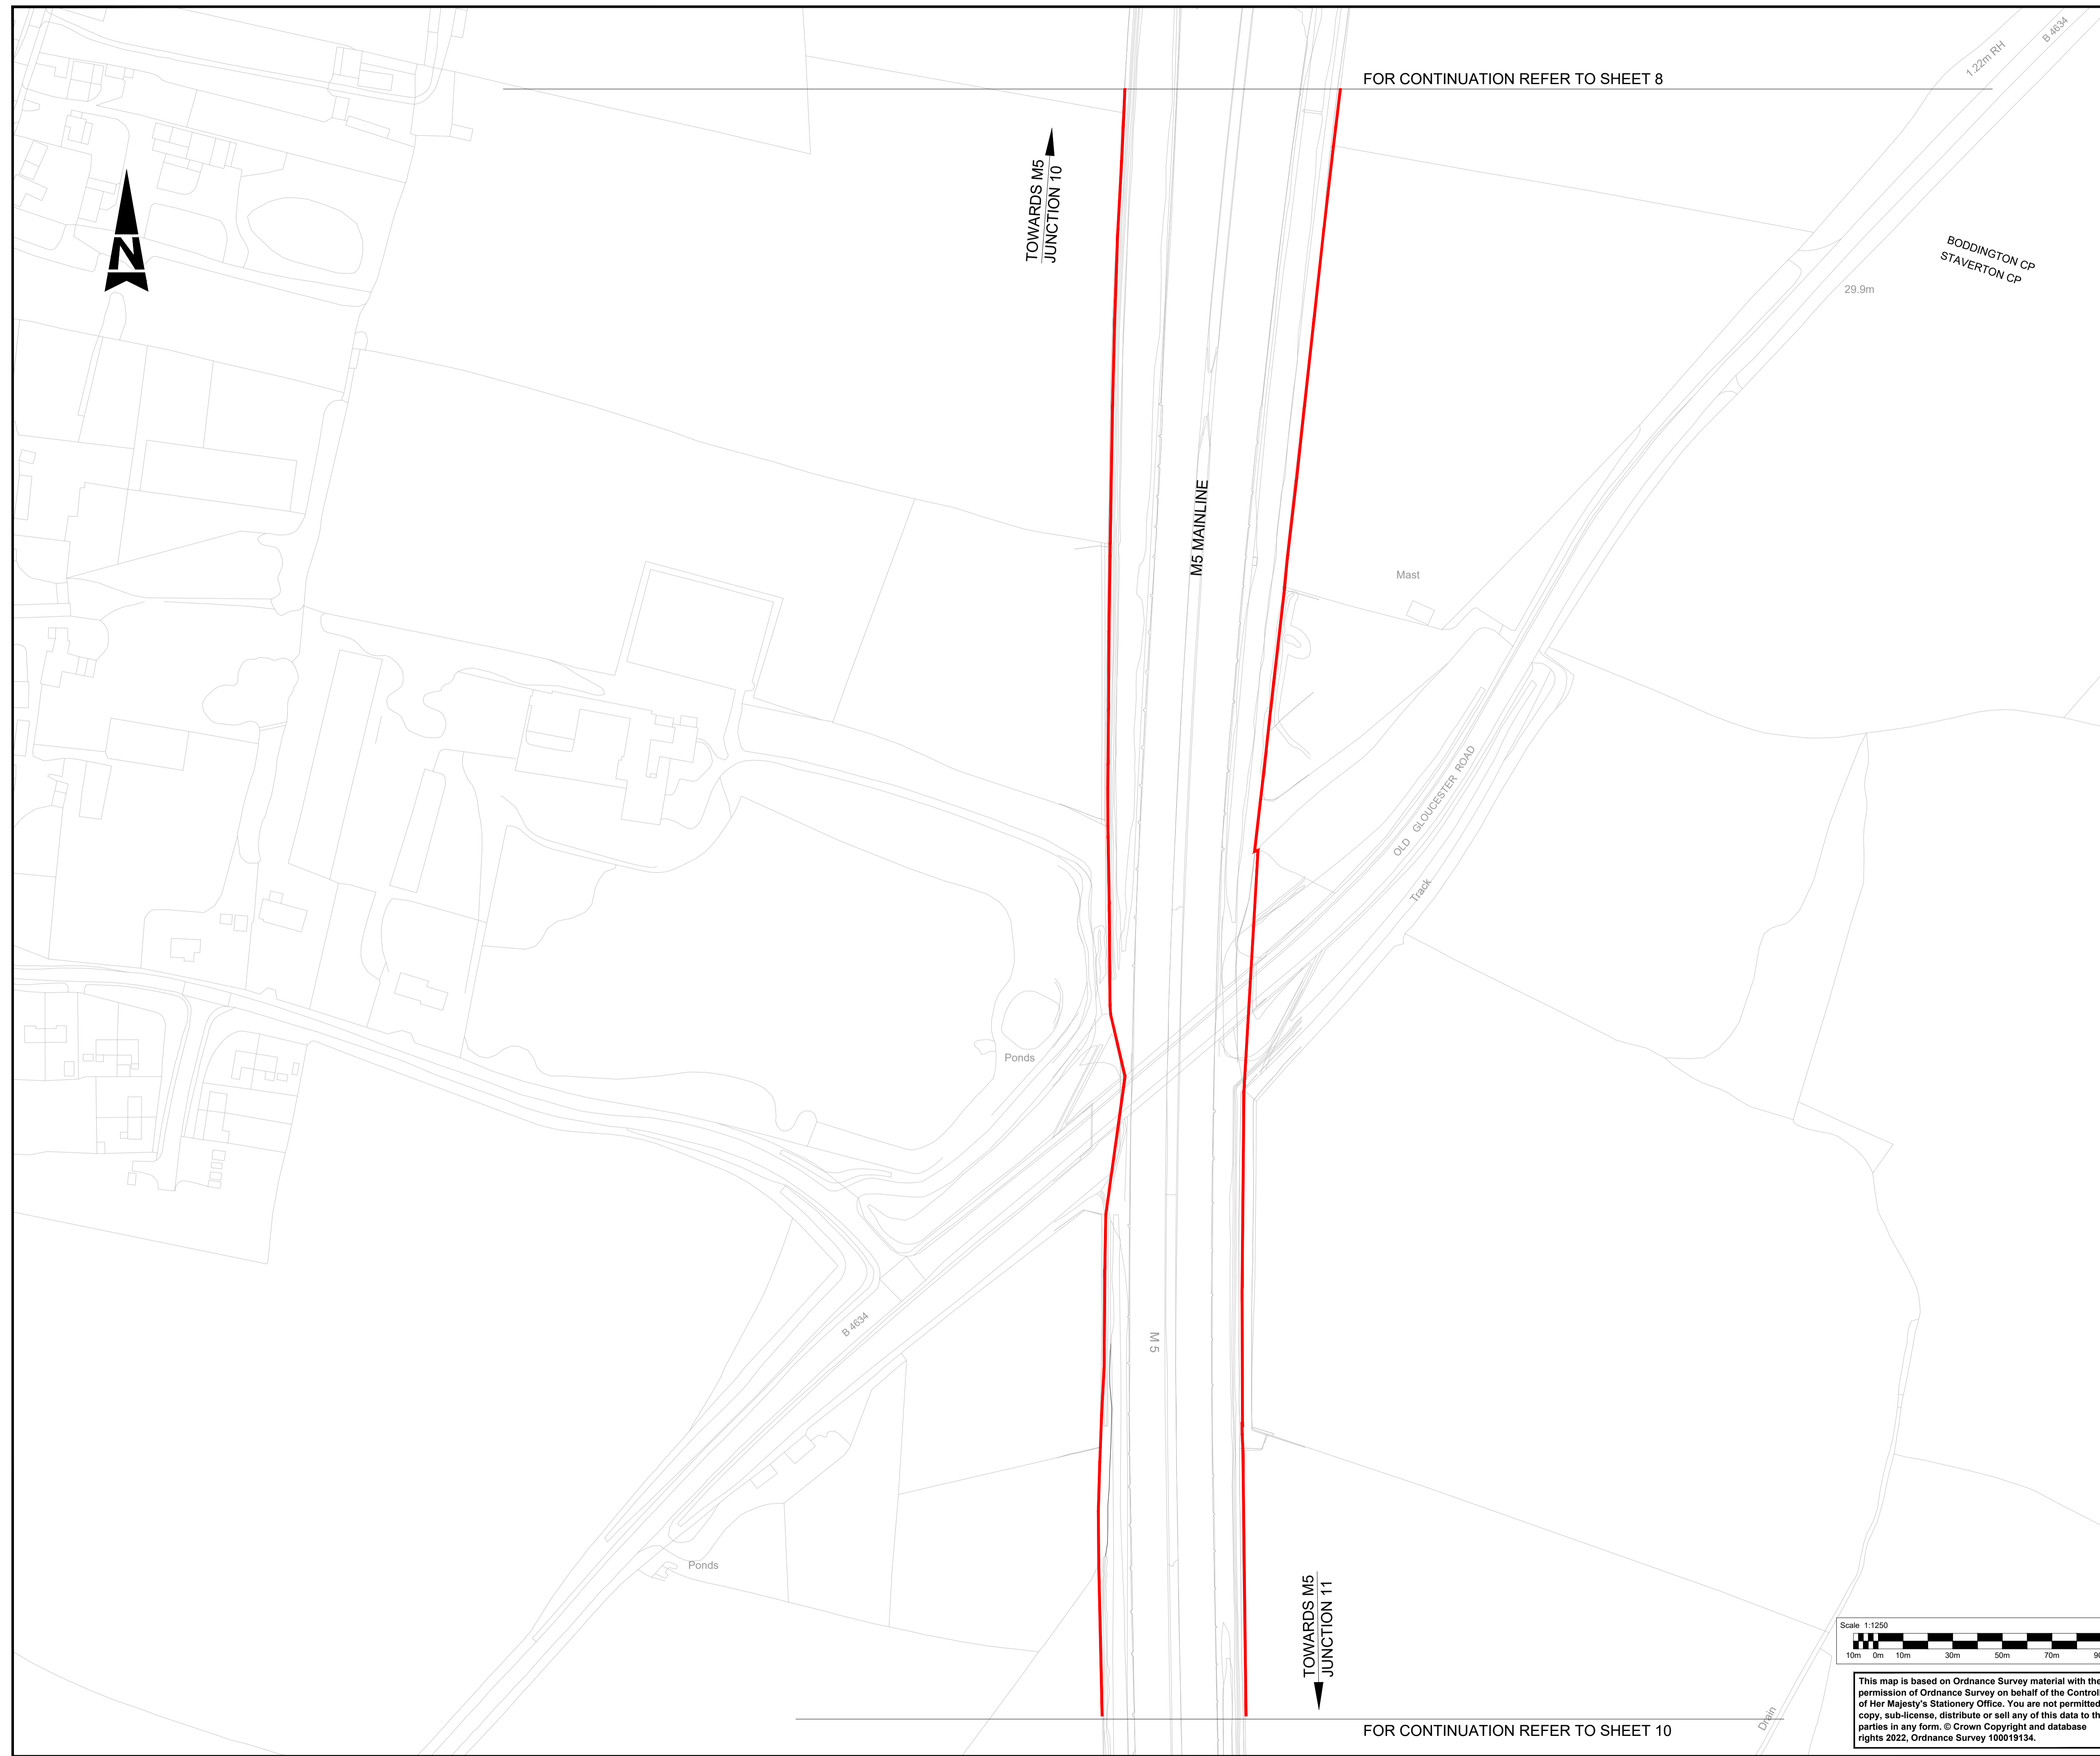 B 4634
1.22m RH
FOR CONTINUATION REFER TO SHEET 8
TOWARDS M5
JUNCTION 10
N
BODDINGTON CP
STAVERTON CP
29.9m
M5 MAINLINE
Mast
OLD GLOUCESTER ROAD
Track
Ponds
B 4634
M 5
Ponds
TOWARDS M5
JUNCTION 11
Scale 1:1250
10m 0m 10m 30m 50m 70m
This map is based on Ordnance Survey material with the
permission of Ordnance Survey on behalf of the
of Her Majesty's Stationery Office. You are not permitted
copy, sub-license, distribute or sell any of this data to
parties in any form. © Crown Copyright and database
rights 2022, Ordnance Survey 100019134.
Drain
FOR CONTINUATION REFER TO SHEET 10